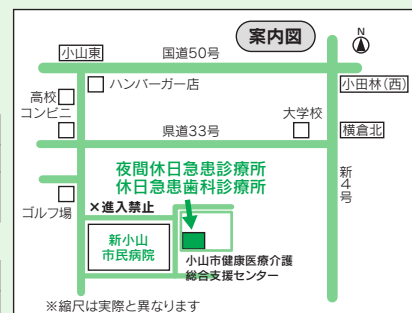 案内図
N
小山東
国道50号
ハンバーガー店
小田林(西)
高校
コンビニ
大学校
県道33号
横倉北
夜間休日急患診療所
休日急患歯科診療所
新4号
ゴルフ場
×進入禁止
新小山
市民病院
小山市健康医療介護
総合支援センター
※縮尺は実際と異なります